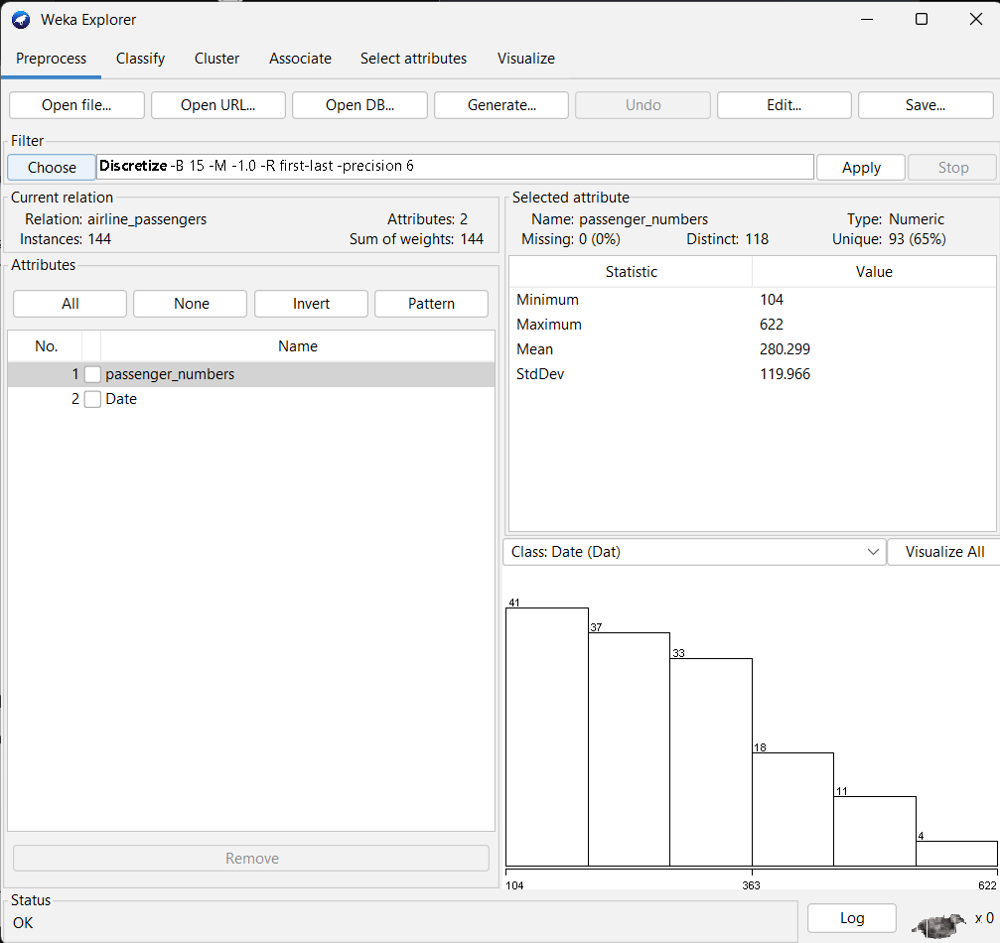 Weka Explorer
Preprocess Classify Cluster Associate Select attributes Visualize
Open file... Open URL... Open DB... Generate... Undo Edit... Save...
Filter
Choose Discretize -B 15 -M -1.0 -R first-last -precision 6 Apply Stop
Current relation
Relation: airline_passengers Attributes: 2
Instances: 144 Sum of weights: 144
Attributes
All None Invert Pattern
No. Name
1 passenger_numbers
2 Date
Remove
Selected attribute
Name: passenger_numbers Type: Numeric
Missing: 0 (0%) Distinct: 118 Unique: 93 (65%)
Statistic Value
Minimum 104
Maximum 622
Mean 280.299
StdDev 119.966
Class: Date (Dat) Visualize All
41
37
33
18
11
4
104 363 622
Status
OK
Log x 0